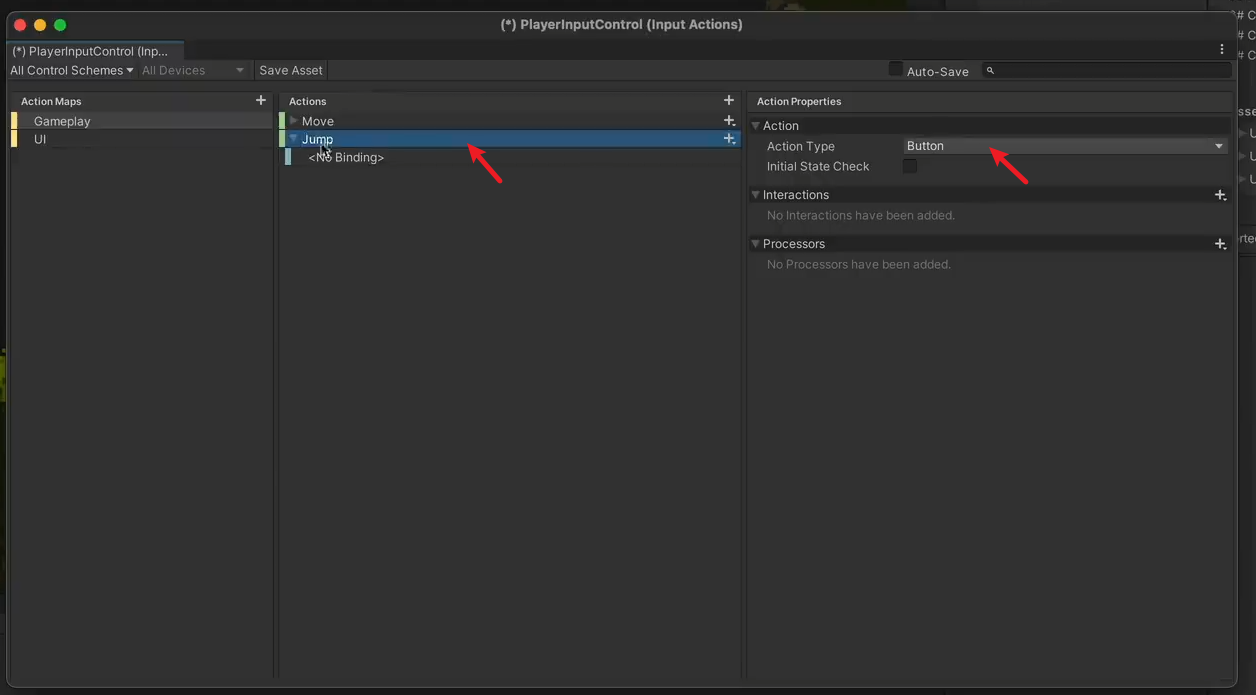 (*) PlayerInputControl (Input Actions)
(*) PlayerInputControl (Inp...
All Control Schemes All Devices Save Asset Auto-Save
Action Maps
Gameplay
UI
Actions
Move
Jump
<No Binding>
Action Properties
Action
Action Type Button
Initial State Check
Interactions
No Interactions have been added.
Processors
No Processors have been added.